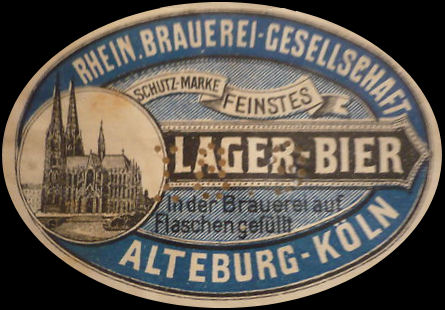 RHEIN. BRAUEREI-GESELLSCHAFT
SCHUTZ-MARKE
FEINSTES
LAGER-BIER
In der Brauerei auf
Flaschen gefüllt
ALTEBURG-KÖLN